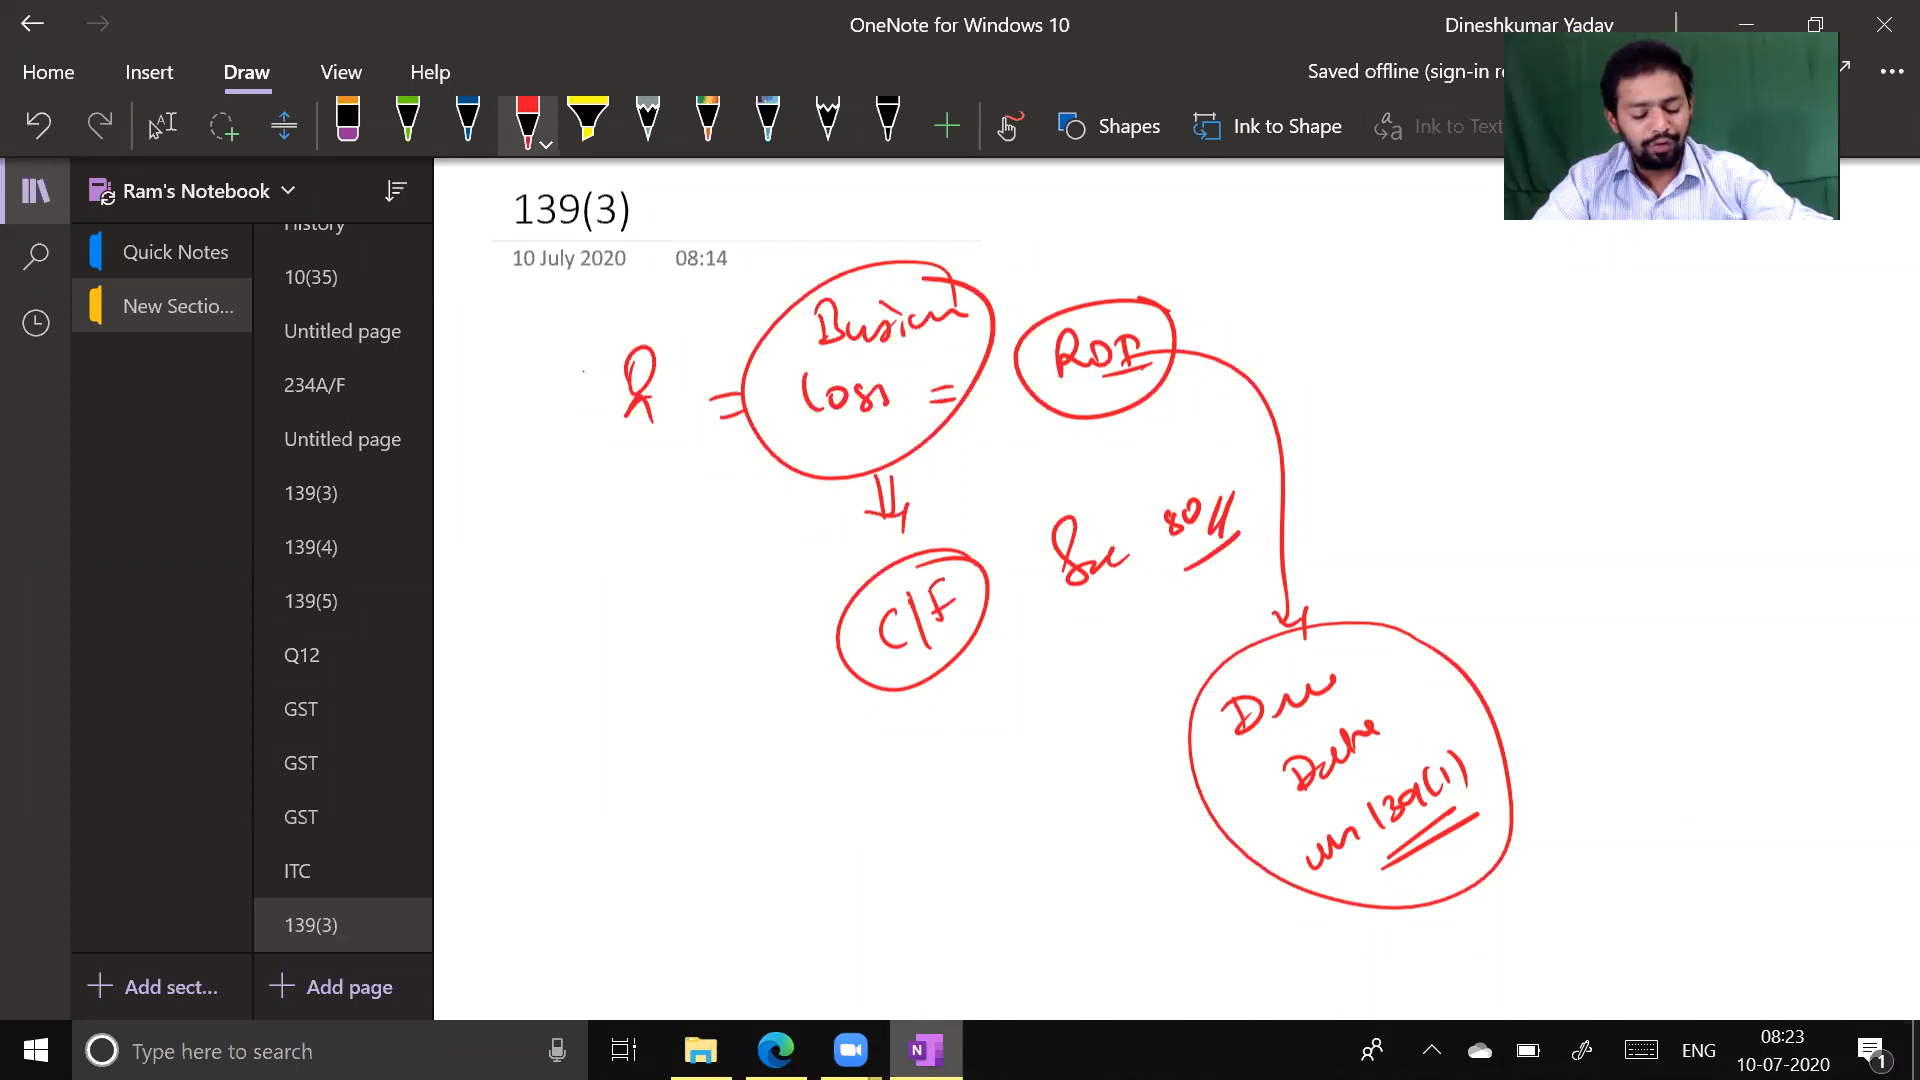 OneNote for Windows 10
Dineshkumar Yadav
Home
Insert
Draw
View
Help
Saved offline (sign-in re
Shapes
Ink to Shape
Ink to Text
Ram's Notebook
Quick Notes
New Sectio...
History
10(35)
Untitled page
234A/F
Untitled page
139(3)
139(4)
139(5)
Q12
GST
GST
GST
ITC
139(3)
Add sect...
Add page
139(3)
10 July 2020 08:14
Loss =
ROI
C/F
Sec 80
Due
Date
u/s 139(1)
Type here to search
ENG
08:23
10-07-2020
1